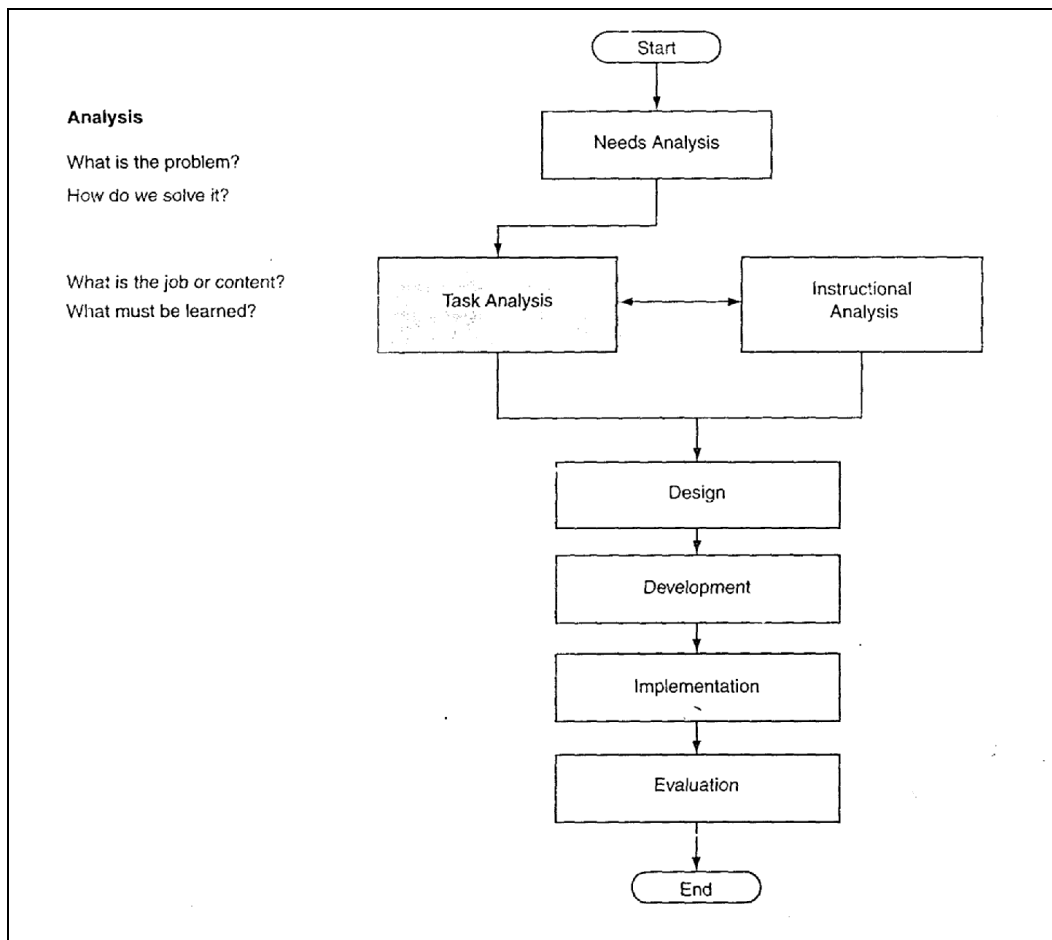 Start
Analysis
Needs Analysis
What is the problem?
How do we solve it?
What is the job or content?
What must be learned?
Task Analysis
Instructional
Analysis
Design
Development
Implementation
Evaluation
End